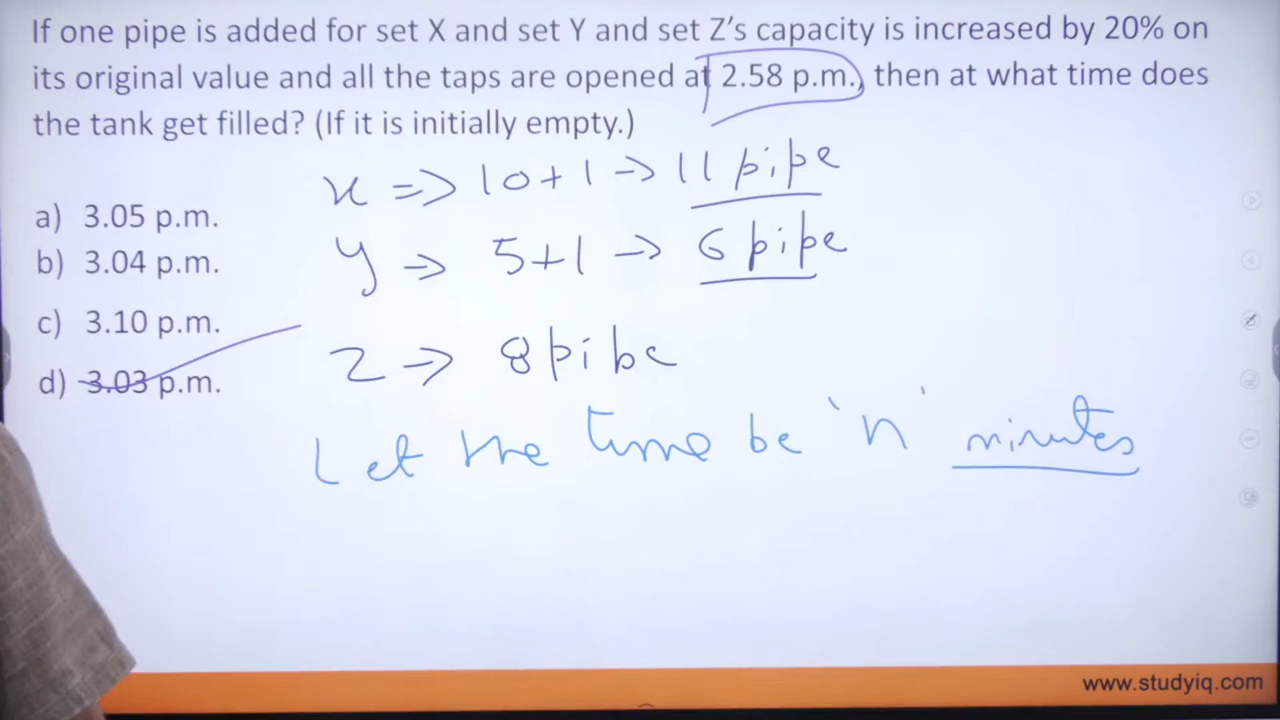 If one pipe is added for set X and set Y and set Z’s capacity is increased by 20% on
its original value and all the taps are opened at 2.58 p.m., then at what time does
the tank get filled? (If it is initially empty.)
x => 10+1 -> 11 pipe
y -> 5+1 -> 6 pipe
z -> 8 pipe
a) 3.05 p.m.
b) 3.04 p.m.
c) 3.10 p.m.
d) 3.03 p.m.
Let the time be 'n' minutes
www.studyiq.com